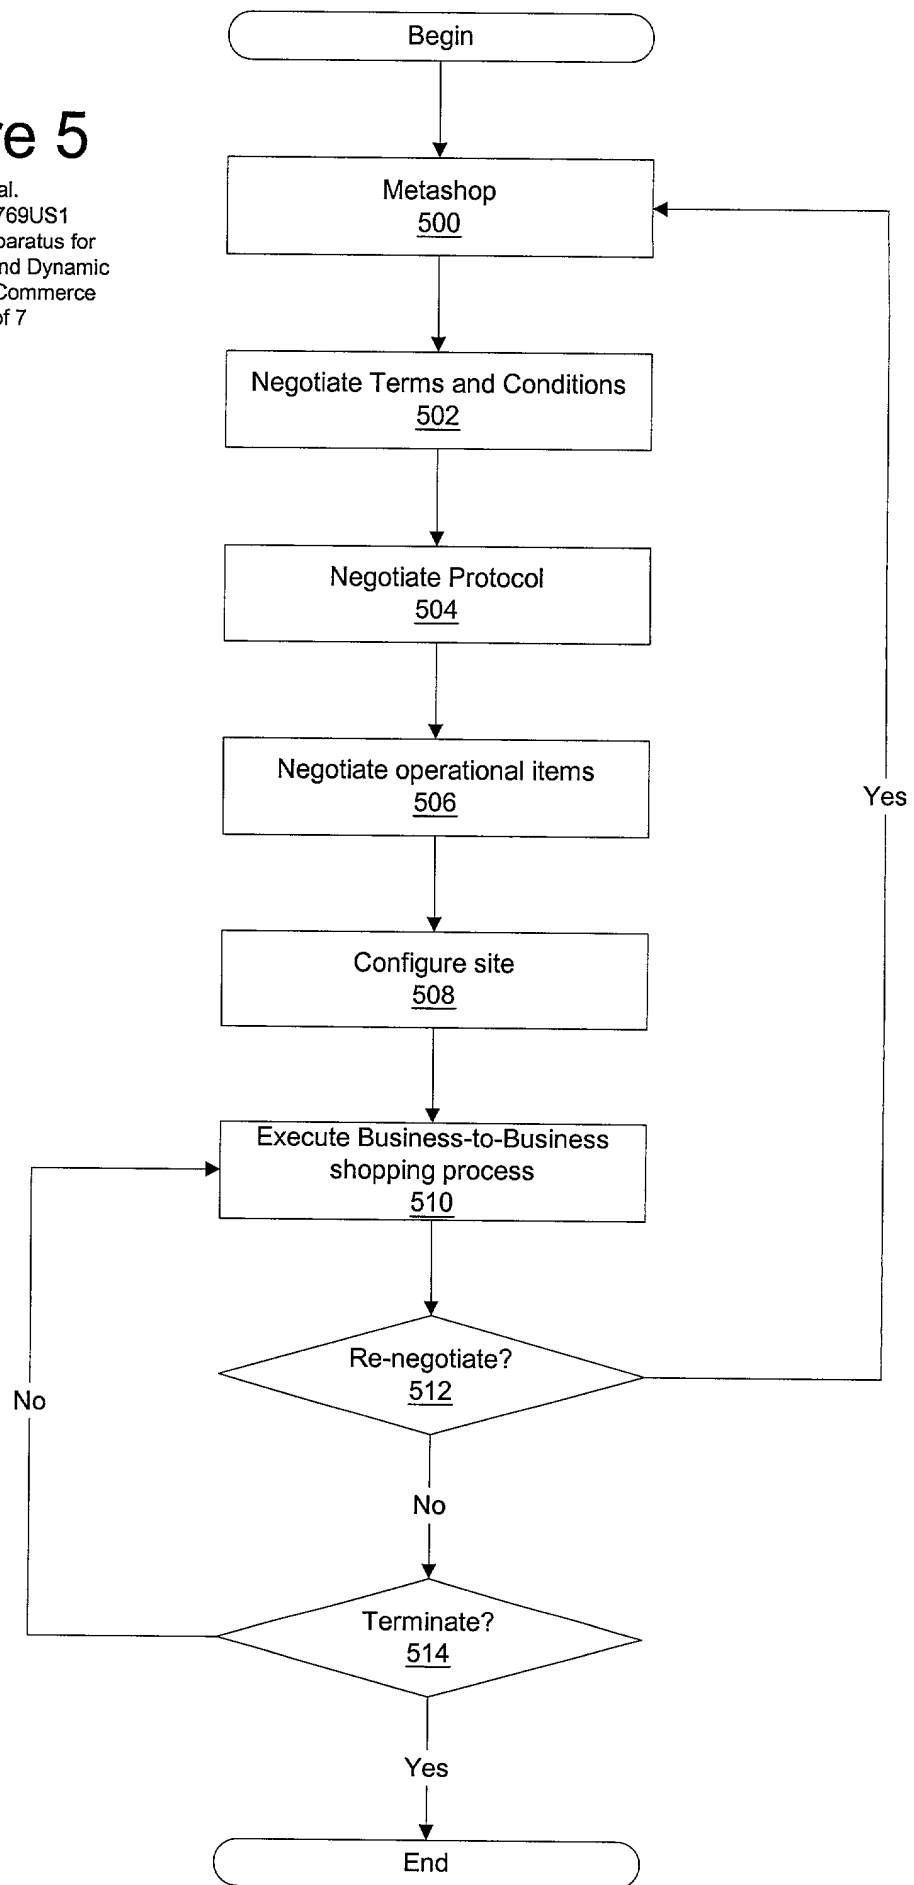 Begin
re 5
al.
769US1
paratus for
nd Dynamic
Commerce
of 7
Metashop
500
Negotiate Terms and Conditions
502
Negotiate Protocol
504
Negotiate operational items
506
Yes
Configure site
508
Execute Business-to-Business
shopping process
510
Re-negotiate?
512
No
No
Terminate?
514
Yes
End